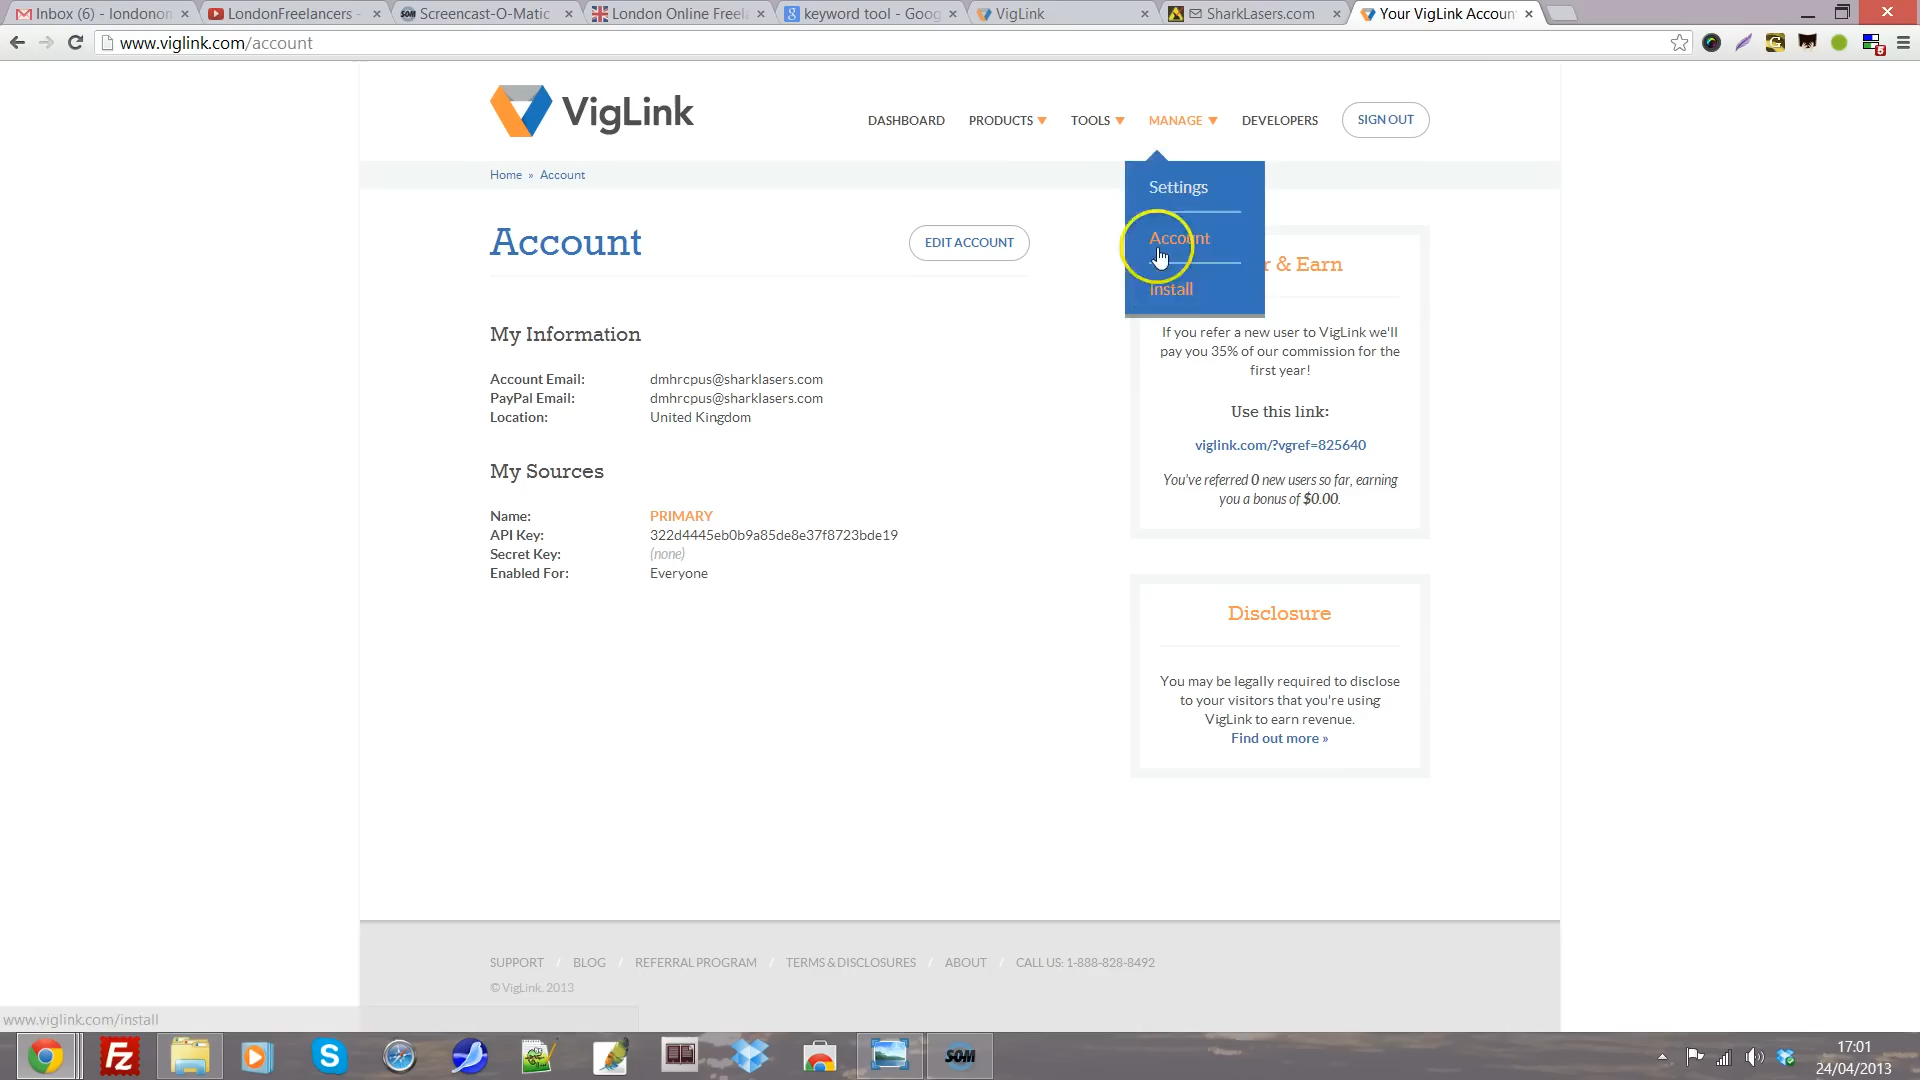 Inbox (6) - londonon
LondonFreelancers -
Screencast-O-Matic
London Online Freel
keyword tool - Goog
VigLink
SharkLasers.com
Your VigLink Accoun
www.viglink.com/account
VigLink
DASHBOARD
PRODUCTS
TOOLS
MANAGE
DEVELOPERS
SIGN OUT
Home » Account
Settings
Account
Install
Account
EDIT ACCOUNT
My Information
Account Email: dmhrcpus@sharklasers.com
PayPal Email: dmhrcpus@sharklasers.com
Location: United Kingdom
My Sources
Name: PRIMARY
API Key: 322d4445eb0b9a85de8e37f8723bde19
Secret Key: (none)
Enabled For: Everyone
r & Earn
If you refer a new user to VigLink we'll
pay you 35% of our commission for the
first year!
Use this link:
viglink.com/?vgref=825640
You've referred 0 new users so far, earning
you a bonus of $0.00.
Disclosure
You may be legally required to disclose
to your visitors that you're using
VigLink to earn revenue.
Find out more »
SUPPORT / BLOG / REFERRAL PROGRAM / TERMS & DISCLOSURES / ABOUT / CALL US: 1-888-828-8492
© VigLink. 2013
www.viglink.com/install
SOM
17:01
24/04/2013